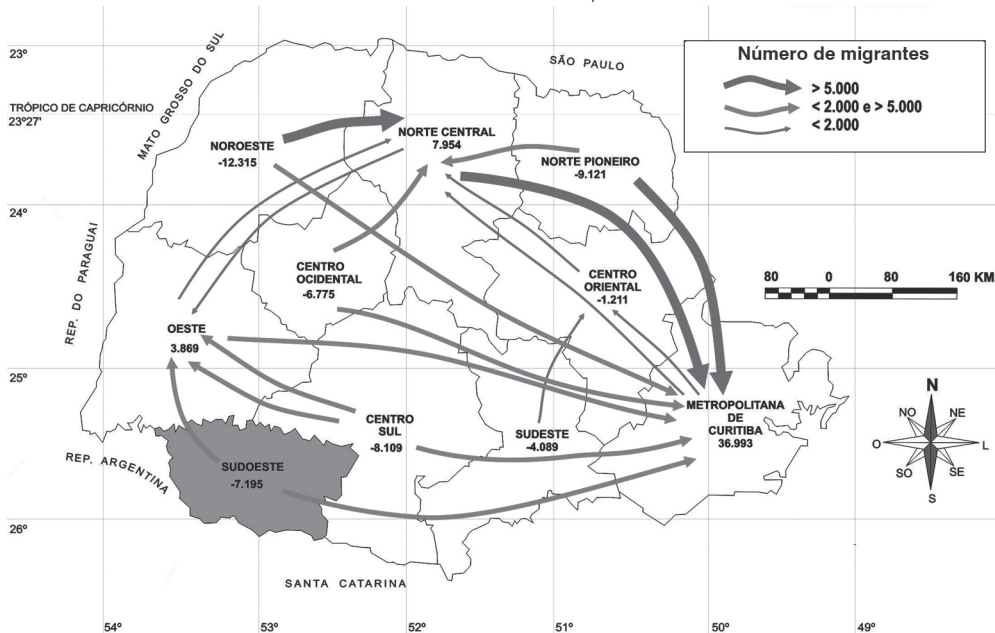 23º
TRÓPICO DE CAPRICÓRNIO
23º27'
24º
25º
26º
MATO GROSSO DO SUL
SÃO PAULO
REP. DO PARAGUAI
REP. ARGENTINA
SANTA CATARINA
Número de migrantes
> 5.000
< 2.000 e > 5.000
< 2.000
NOROESTE
-12.315
NORTE CENTRAL
7.954
NORTE PIONEIRO
-9.121
CENTRO
OCIDENTAL
-6.775
CENTRO
ORIENTAL
-1.211
OESTE
3.869
CENTRO
SUL
-8.109
SUDESTE
-4.089
METROPOLITANA
DE
CURITIBA
36.993
SUDOESTE
-7.195
80 0 80 160 KM
N
NO NE
O L
SO SE
S
54º 53º 52º 51º 50º 49º